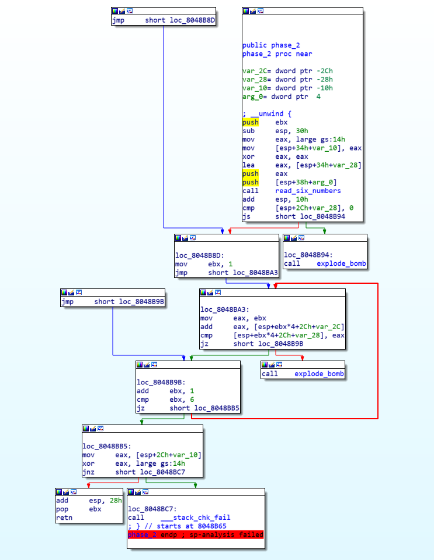 jmp     short loc_8048B8D
public phase_2
phase_2 proc near
var_2C= dword ptr -2Ch
var_28= dword ptr -28h
var_10= dword ptr -10h
arg_0= dword ptr  4
; __unwind {
push    ebx
sub     esp, 30h
mov     eax, large gs:14h
mov     [esp+34h+var_10], eax
xor     eax, eax
lea     eax, [esp+34h+var_28]
push    eax
push    [esp+38h+arg_0]
call    read_six_numbers
add     esp, 10h
cmp     [esp+2Ch+var_28], 0
js      short loc_8048B94
loc_8048B8D:
mov     ebx, 1
jmp     short loc_8048BA3
loc_8048B94:
call    explode_bomb
jmp     short loc_8048B9B
loc_8048BA3:
mov     eax, ebx
add     eax, [esp+ebx*4+2Ch+var_2C]
cmp     [esp+ebx*4+2Ch+var_28], eax
jz      short loc_8048B9B
call    explode_bomb
loc_8048B9B:
add     ebx, 1
cmp     ebx, 6
jz      short loc_8048BB5
loc_8048BB5:
mov     eax, [esp+2Ch+var_10]
xor     eax, large gs:14h
jnz     short loc_8048BC7
add     esp, 28h
pop     ebx
retn
loc_8048BC7:
call    ___stack_chk_fail
; } // starts at 8048B65
phase_2 endp ; sp-analysis failed